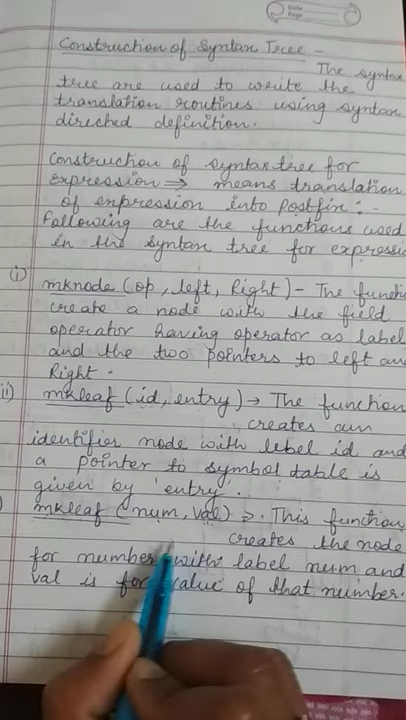 Date
Page
Construction of Syntax Tree -
The syntax
tree are used to write the
translation routines using syntax
directed definition.
Construction of syntax tree for
expression ⇒ means translation
of expression into postfix :-
Following are the functions used
in the syntax tree for expressio
(i) mknode (op, left, Right) - The functi
create a node with the field
operator having operator as label
and the two pointers to left an
Right.
ii) mkleaf (id, entry) → The function
creates an
identifier node with label id and
a pointer to symbol table is
given by 'entry'.
) mkleaf (num, val) → This function
creates the node
for number with label num and
val is for value of that number.